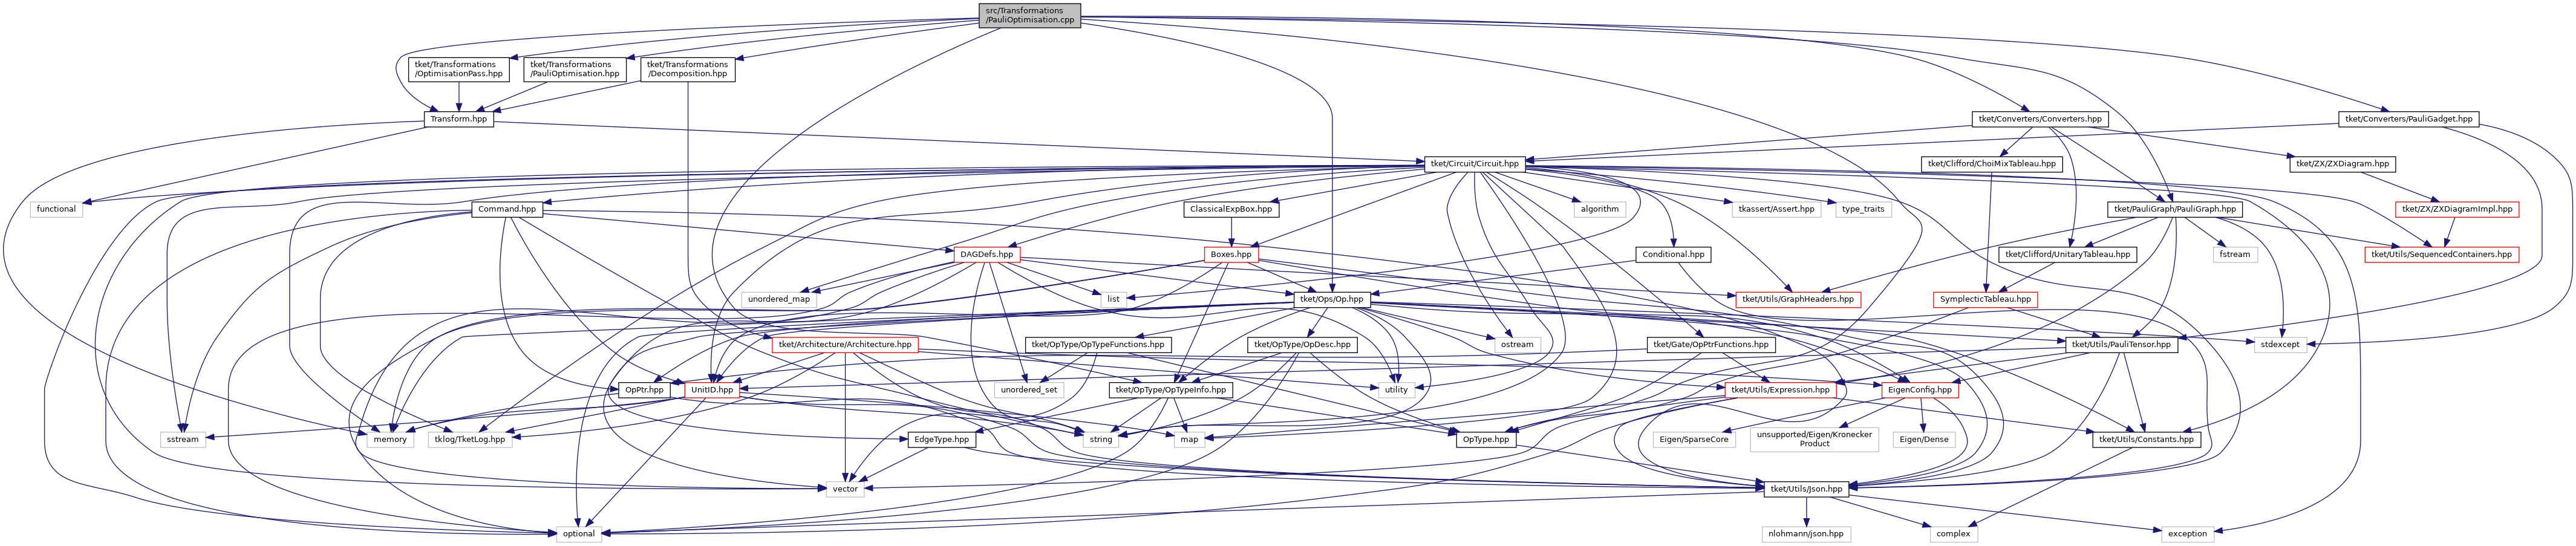 src/Transformations
/PauliOptimisation.cpp
tket/Transformations
/OptimisationPass.hpp
tket/Transformations
/PauliOptimisation.hpp
tket/Transformations
/Decomposition.hpp
Transform.hpp
tket/Converters/Converters.hpp
tket/Converters/PauliGadget.hpp
tket/Circuit/Circuit.hpp
tket/Clifford/ChoiMixTableau.hpp
tket/ZX/ZXDiagram.hpp
functional
Command.hpp
ClassicalExpBox.hpp
algorithm
tkassert/Assert.hpp
type_traits
tket/PauliGraph/PauliGraph.hpp
tket/ZX/ZXDiagramImpl.hpp
DAGDefs.hpp
Boxes.hpp
Conditional.hpp
tket/Clifford/UnitaryTableau.hpp
fstream
tket/Utils/SequencedContainers.hpp
unordered_map
list
tket/Ops/Op.hpp
tket/Utils/GraphHeaders.hpp
SymplecticTableau.hpp
tket/Architecture/Architecture.hpp
tket/OpType/OpTypeFunctions.hpp
tket/OpType/OpDesc.hpp
ostream
tket/Gate/OpPtrFunctions.hpp
tket/Utils/PauliTensor.hpp
stdexcept
OpPtr.hpp
UnitID.hpp
unordered_set
tket/OpType/OpTypeInfo.hpp
utility
tket/Utils/Expression.hpp
EigenConfig.hpp
sstream
memory
tklog/TketLog.hpp
EdgeType.hpp
string
map
OpType.hpp
Eigen/SparseCore
unsupported/Eigen/Kronecker
Product
Eigen/Dense
tket/Utils/Constants.hpp
vector
tket/Utils/Json.hpp
optional
nlohmann/json.hpp
complex
exception